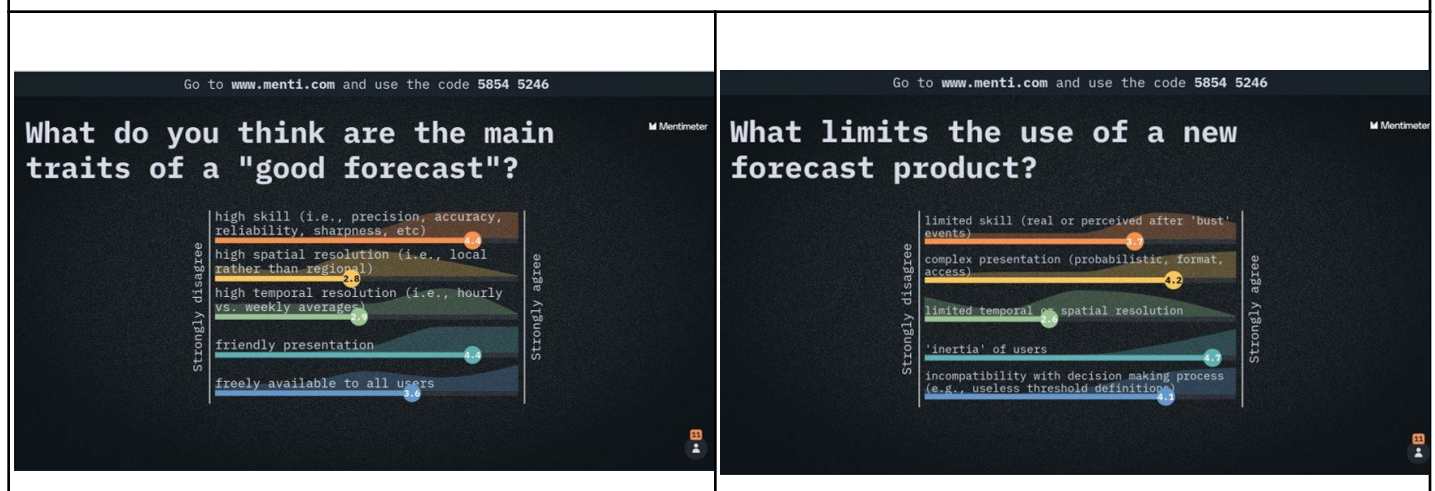 Go to www.menti.com and use the code 5854 5246
What do you think are the main
traits of a "good forecast"?
Mentimeter
high skill (i.e., precision, accuracy,
reliability, sharpness, etc)
4.4
high spatial resolution (i.e., local
rather than regional)
2.8
high temporal resolution (i.e., hourly
vs. weekly averages)
2.9
friendly presentation
4.4
freely available to all users
3.6
Strongly disagree
Strongly agree
11
Go to www.menti.com and use the code 5854 5246
What limits the use of a new
forecast product?
Mentimeter
limited skill (real or perceived after 'bust'
events)
3.7
complex presentation (probabilistic, format,
access)
4.2
limited temporal or spatial resolution
2.6
'inertia' of users
4.7
incompatibility with decision making process
(e.g., useless threshold definitions)
4.1
Strongly disagree
Strongly agree
11